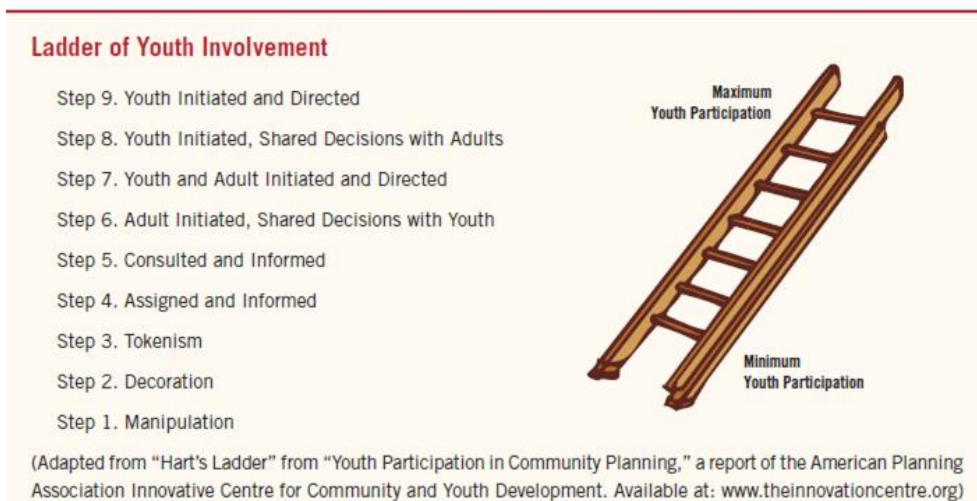 Ladder of Youth Involvement
Step 9. Youth Initiated and Directed
Step 8. Youth Initiated, Shared Decisions with Adults
Step 7. Youth and Adult Initiated and Directed
Step 6. Adult Initiated, Shared Decisions with Youth
Step 5. Consulted and Informed
Step 4. Assigned and Informed
Step 3. Tokenism
Step 2. Decoration
Step 1. Manipulation
Maximum
Youth Participation
Minimum
Youth Participation
(Adapted from “Hart’s Ladder” from “Youth Participation in Community Planning,” a report of the American Planning
Association Innovative Centre for Community and Youth Development. Available at: www.theinnovationcentre.org)